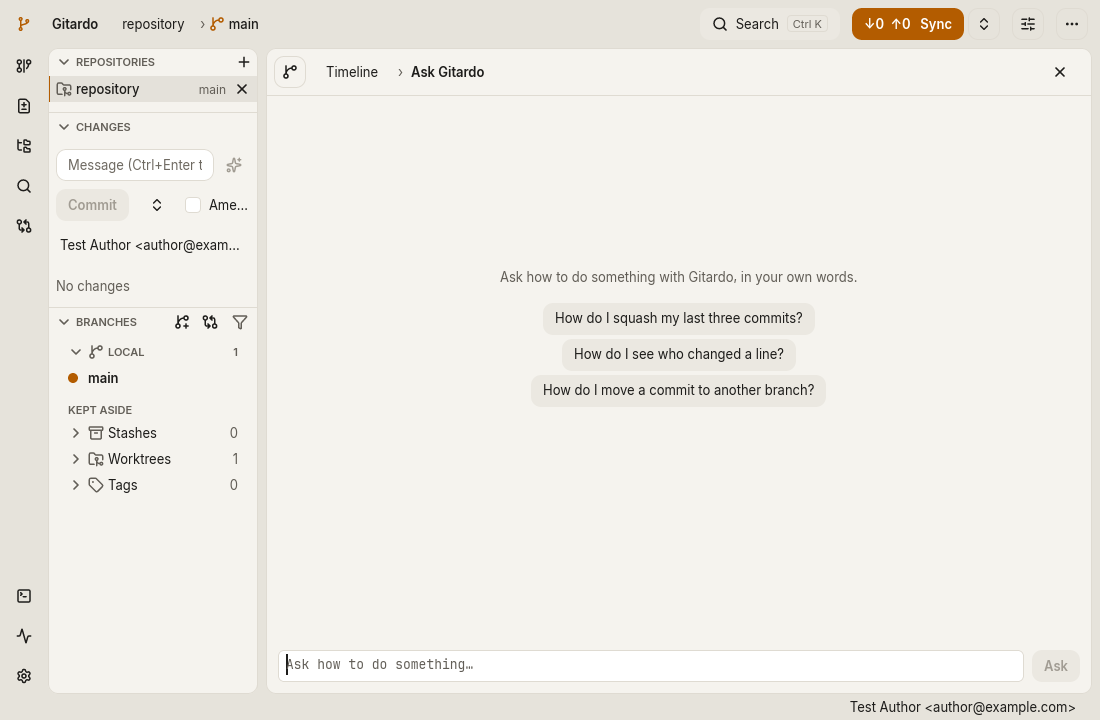 Gitardo
repository
› main
Search
Ctrl K
↓0 ↑0 Sync
REPOSITORIES
repository
main
CHANGES
Message (Ctrl+Enter t
Commit
Ame...
Test Author <author@exam...
No changes
BRANCHES
LOCAL
1
main
KEPT ASIDE
Stashes
0
Worktrees
1
Tags
0
Timeline
› Ask Gitardo
Ask how to do something with Gitardo, in your own words.
How do I squash my last three commits?
How do I see who changed a line?
How do I move a commit to another branch?
Ask how to do something…
Ask
Test Author <author@example.com>